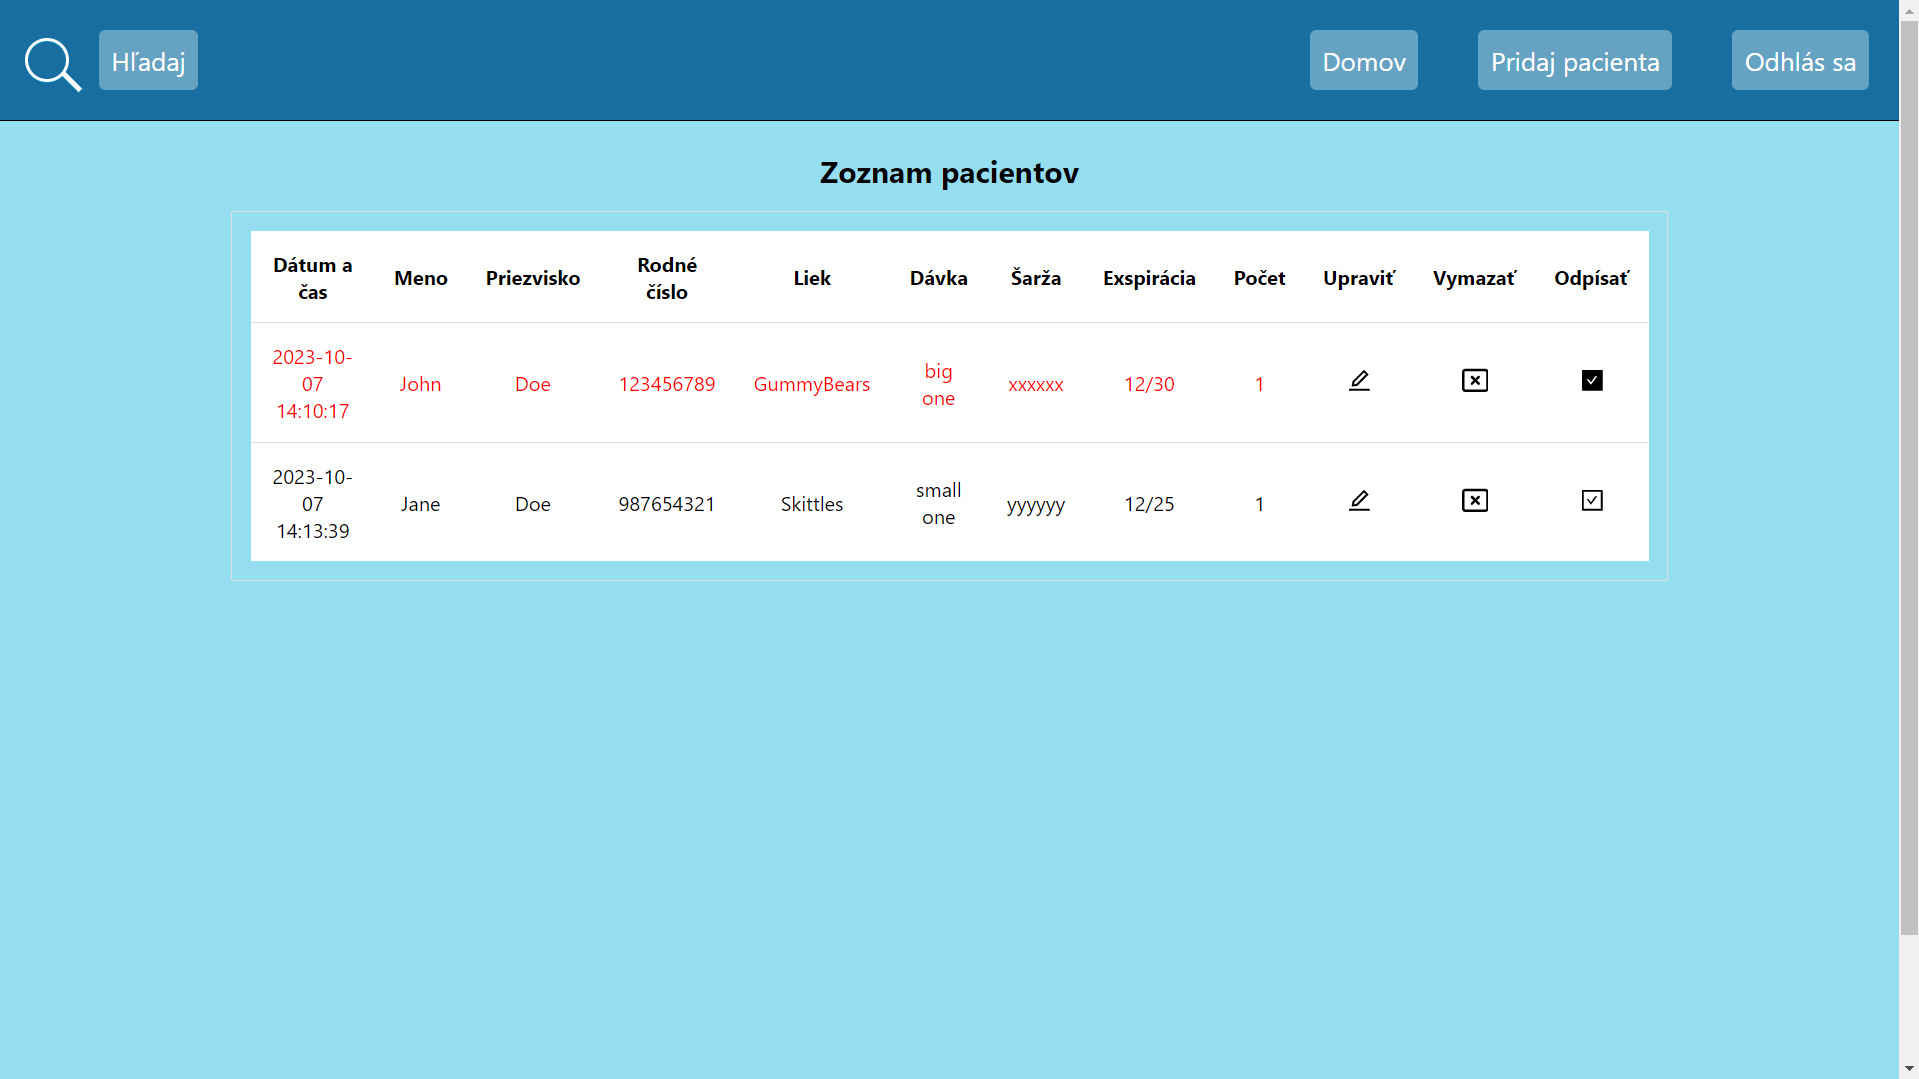 Hľadaj
Domov
Pridaj pacienta
Odhlás sa
Zoznam pacientov
Dátum a
čas
Meno
Priezvisko
Rodné
číslo
Liek
Dávka
Šarža
Exspirácia
Počet
Upraviť
Vymazať
Odpísať
2023-10-
07
14:10:17
John
Doe
123456789
GummyBears
big
one
xxxxxx
12/30
1
2023-10-
07
14:13:39
Jane
Doe
987654321
Skittles
small
one
yyyyyy
12/25
1